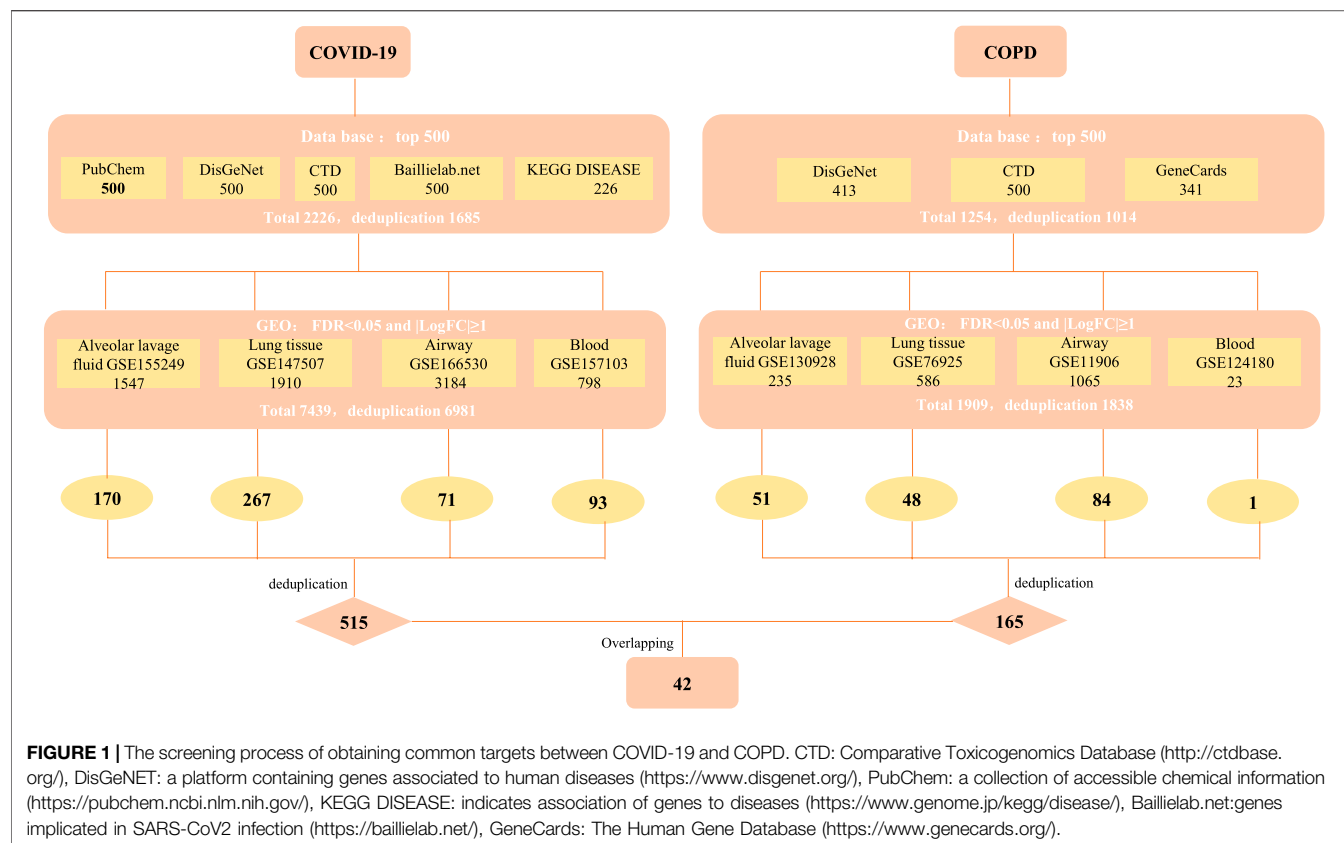 COVID-19
COPD
Data base： top 500
PubChem
500
DisGeNet
500
CTD
500
Baillielab.net
500
KEGG DISEASE
226
Total 2226，deduplication 1685
Data base： top 500
DisGeNet
413
CTD
500
GeneCards
341
Total 1254，deduplication 1014
GEO： FDR<0.05 and |LogFC|≥1
Alveolar lavage
fluid GSE155249
1547
Lung tissue
GSE147507
1910
Airway
GSE166530
3184
Blood
GSE157103
798
Total 7439，deduplication 6981
GEO： FDR<0.05 and |LogFC|≥1
Alveolar lavage
fluid GSE130928
235
Lung tissue
GSE76925
586
Airway
GSE11906
1065
Blood
GSE124180
23
Total 1909，deduplication 1838
170
267
71
93
51
48
84
1
deduplication
deduplication
515
165
Overlapping
42
FIGURE 1 | The screening process of obtaining common targets between COVID-19 and COPD. CTD: Comparative Toxicogenomics Database (http://ctdbase.
org/), DisGeNET: a platform containing genes associated to human diseases (https://www.disgenet.org/), PubChem: a collection of accessible chemical information
(https://pubchem.ncbi.nlm.nih.gov/), KEGG DISEASE: indicates association of genes to diseases (https://www.genome.jp/kegg/disease/), Baillielab.net:genes
implicated in SARS-CoV2 infection (https://baillielab.net/), GeneCards: The Human Gene Database (https://www.genecards.org/).